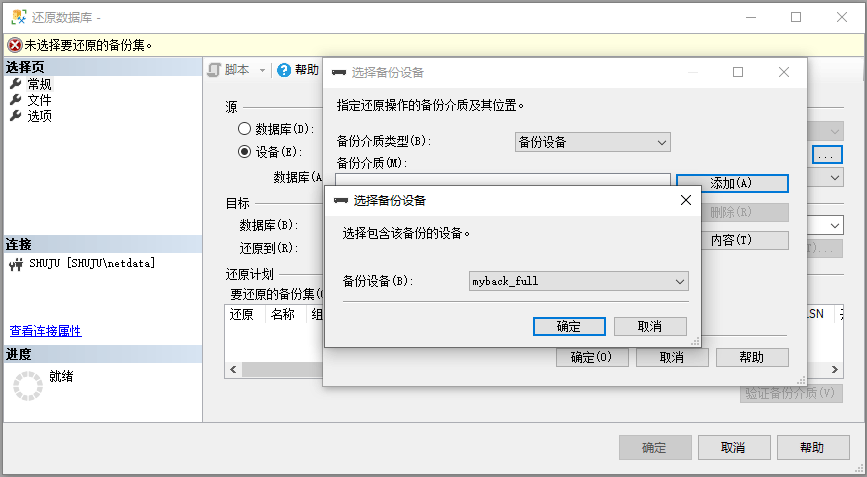 还原数据库 -
未选择要还原的备份集。
选择页
常规
文件
选项
连接
SHUJU [SHUJU\netdata]
查看连接属性
进度
就绪
脚本
帮助
源
数据库(D):
设备(E):
数据库(A
目标
数据库(B):
还原到(R):
还原计划
要还原的备份集(
还原 名称 组
LSN
验证备份介质(V)
确定 取消 帮助
选择备份设备
指定还原操作的备份介质及其位置。
备份介质类型(B): 备份设备
备份介质(M):
添加(A)
删除(R)
内容(T)
确定(O) 取消 帮助
选择备份设备
选择包含该备份的设备。
备份设备(B): myback_full
确定 取消
...